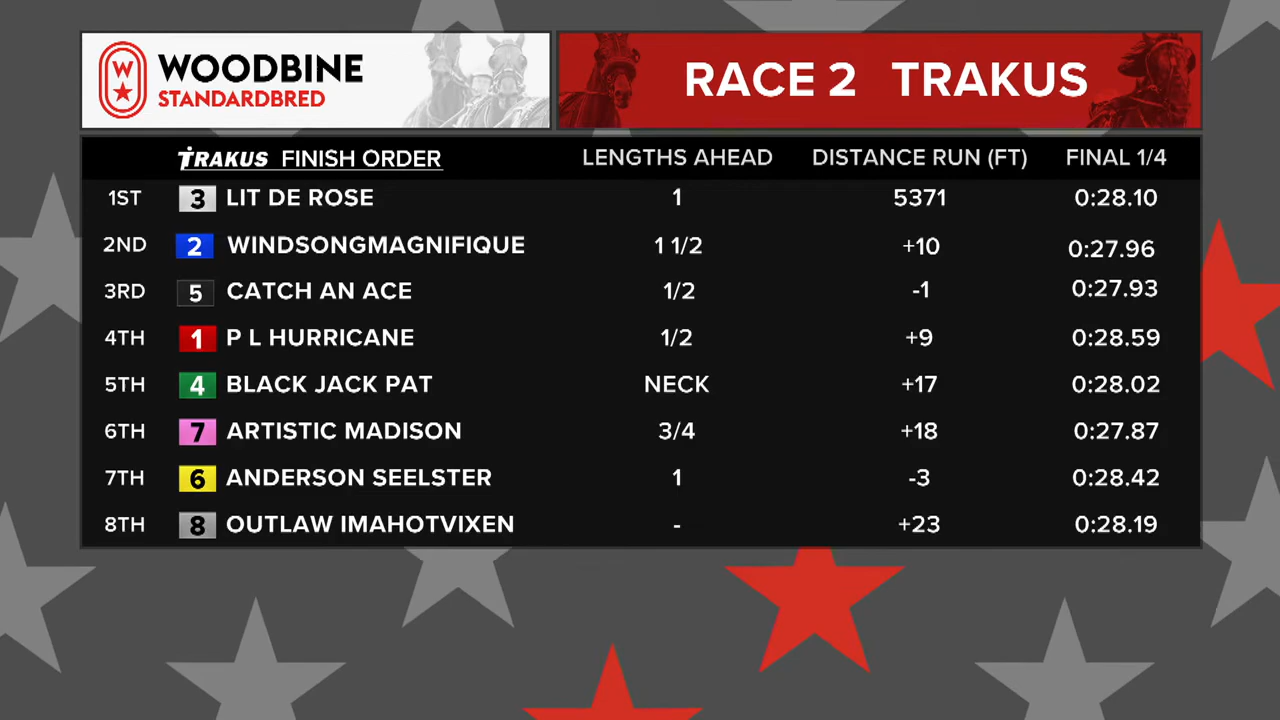 W
WOODBINE
STANDARDBRED
RACE 2 TRAKUS
TRAKUS FINISH ORDER LENGTHS AHEAD DISTANCE RUN (FT) FINAL 1/4
1ST 3 LIT DE ROSE 1 5371 0:28.10
2ND 2 WINDSONGMAGNIFIQUE 1 1/2 +10 0:27.96
3RD 5 CATCH AN ACE 1/2 -1 0:27.93
4TH 1 P L HURRICANE 1/2 +9 0:28.59
5TH 4 BLACK JACK PAT NECK +17 0:28.02
6TH 7 ARTISTIC MADISON 3/4 +18 0:27.87
7TH 6 ANDERSON SEELSTER 1 -3 0:28.42
8TH 8 OUTLAW IMAHOTVIXEN - +23 0:28.19